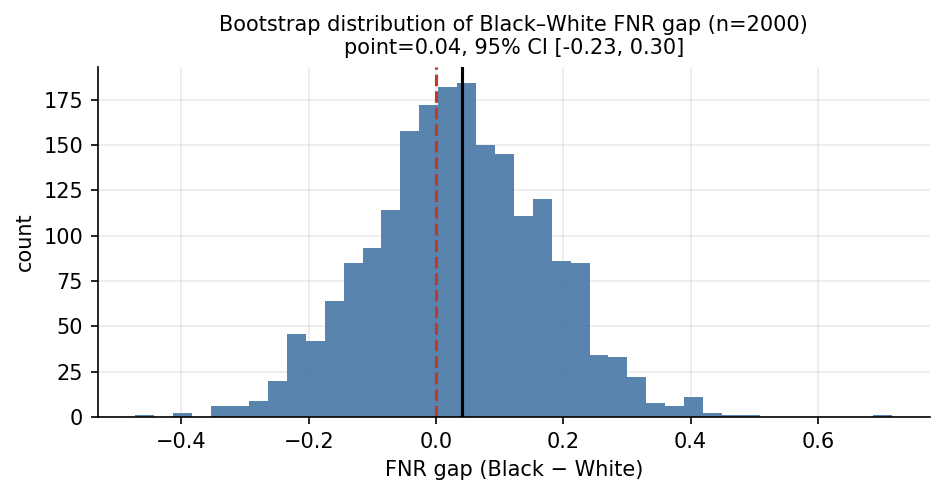 Bootstrap distribution of Black–White FNR gap (n=2000)
point=0.04, 95% CI [-0.23, 0.30]
175
150
125
100
75
50
25
0
count
−0.4 −0.2 0.0 0.2 0.4 0.6
FNR gap (Black − White)